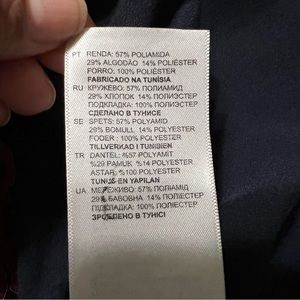 PT RENDA: 57% POLIAMIDA
29% ALGODÃO 14% POLIÉSTER
FORRO: 100% POLIÉSTER
FABRICADO NA TUNÍSIA
RU КРУЖЕВО: 57% ПОЛИАМИД
29% ХЛОПОК 14% ПОЛИЭСТЕР
ПОДКЛАДКА: 100% ПОЛИЭСТЕР
СДЕЛАНО В ТУНИСЕ
SE SPETS: 57% POLYAMID
29% BOMULL 14% POLYESTER
FODER: 100% POLYESTER
TILLVERKAD I TUNISIEN
TR DANTEL: %57 POLYAMİT
%29 PAMUK %14 POLYESTER
ASTAR: %100 POLYESTER
TUNUS EN YAPILAN
UA МЕРЕЖИВО: 57% ПОЛІАМІД
29% БАВОВНА 14% ПОЛІЕСТЕР
ПІДКЛАДКА: 100% ПОЛІЕСТЕР
ЗРОБЛЕНО В ТУНІСІ